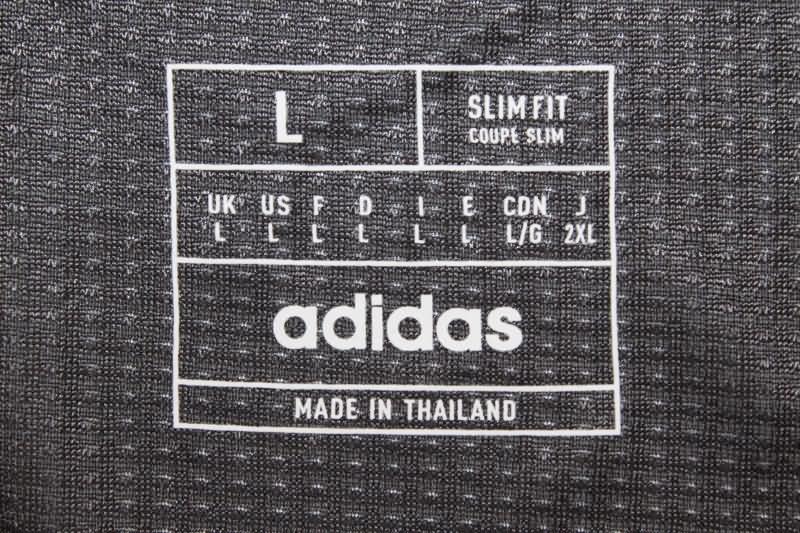 L
SLIM FIT
COUPE SLIM
UK US F D I E CDN J
L L L L L L L/G 2XL
adidas
MADE IN THAILAND